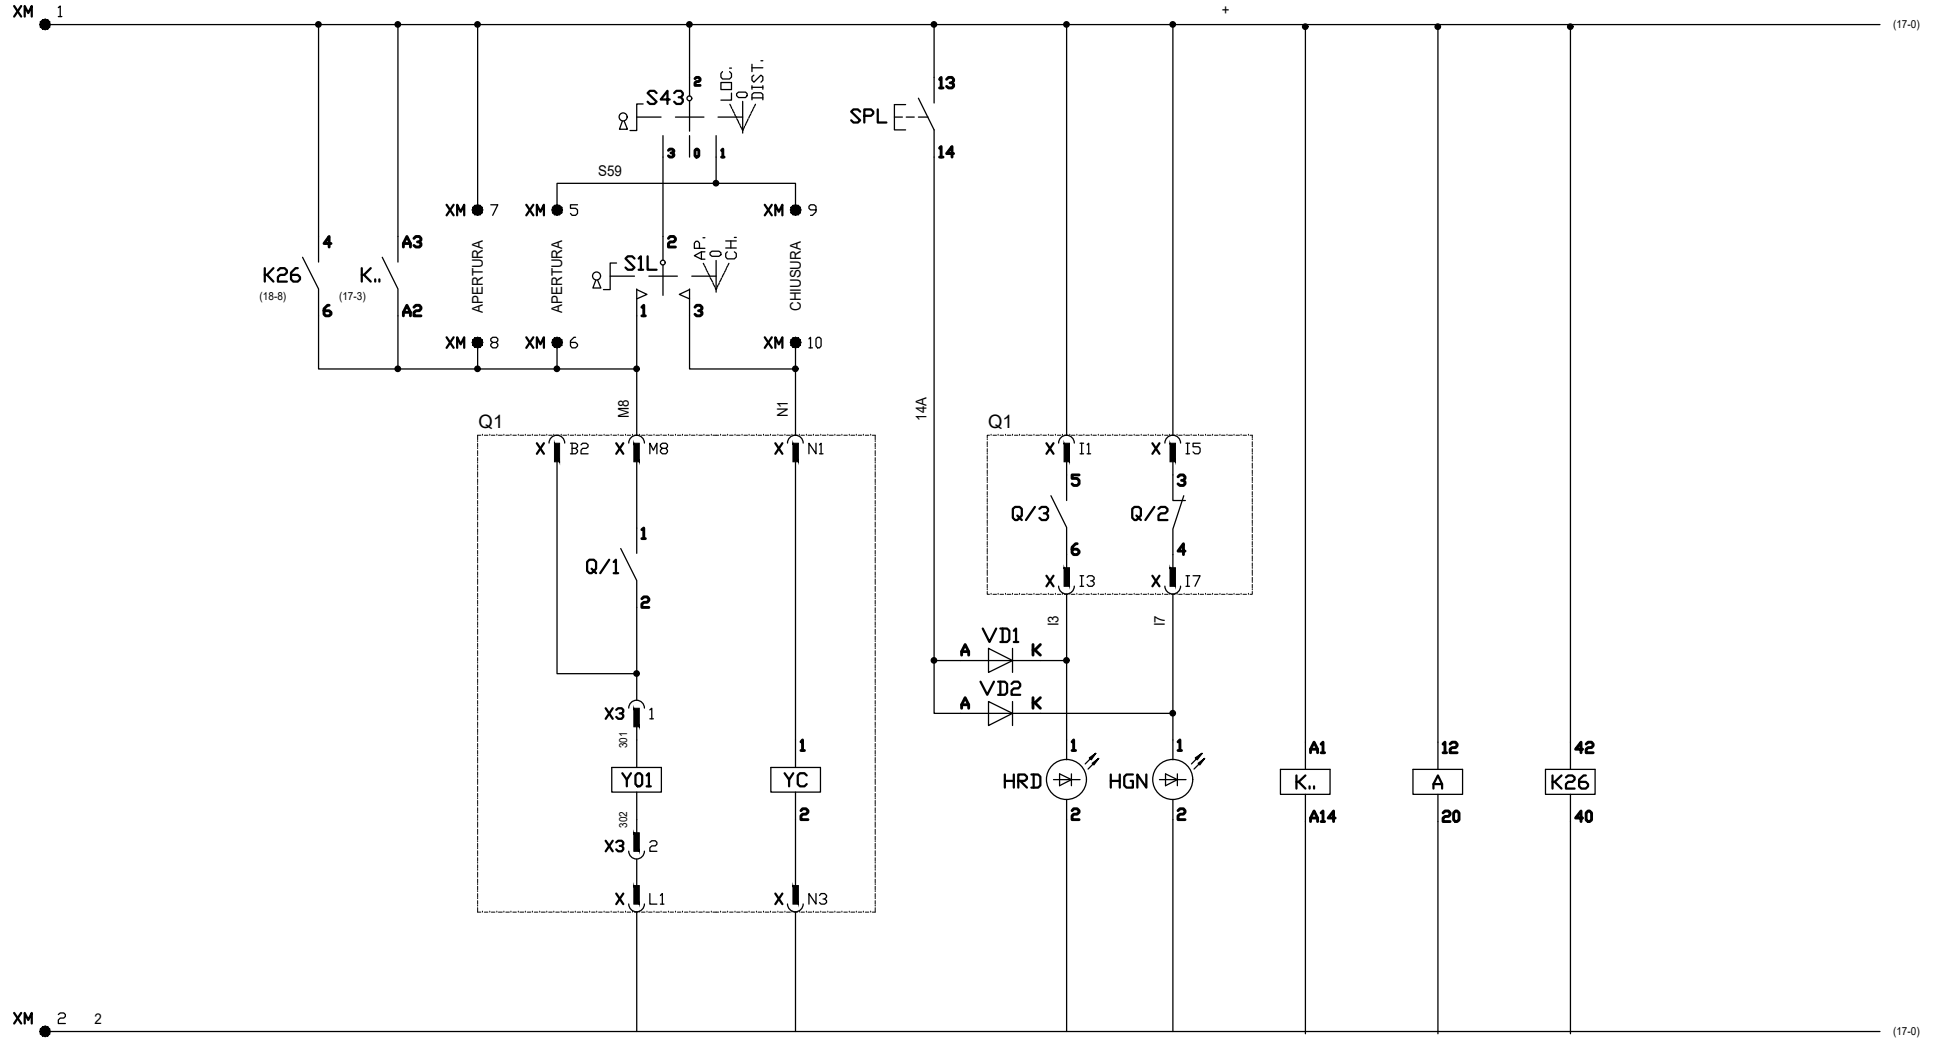 XM 1
+
(17-0)
2
S43
LOC.
0
DIST.
3 0 1
S59
13
SPL
14
XM 7
XM 5
XM 9
4
K26
(18-8)
6
A3
K..
(17-3)
A2
APERTURA
APERTURA
2
S1L
AP.
0
CH.
1
3
CHIUSURA
XM 8
XM 6
XM 10
M8
N1
14A
Q1
X B2
X M8
X N1
1
Q/1
2
X3 1
301
Y01
302
X3 2
X L1
1
YC
2
X N3
Q1
X I1
X I5
5
Q/3
6
3
Q/2
4
X I3
X I7
I3
I7
VD1
A K
VD2
A K
1
HRD
2
1
HGN
2
A1
K..
A14
12
A
20
42
K26
40
XM 2 2
(17-0)